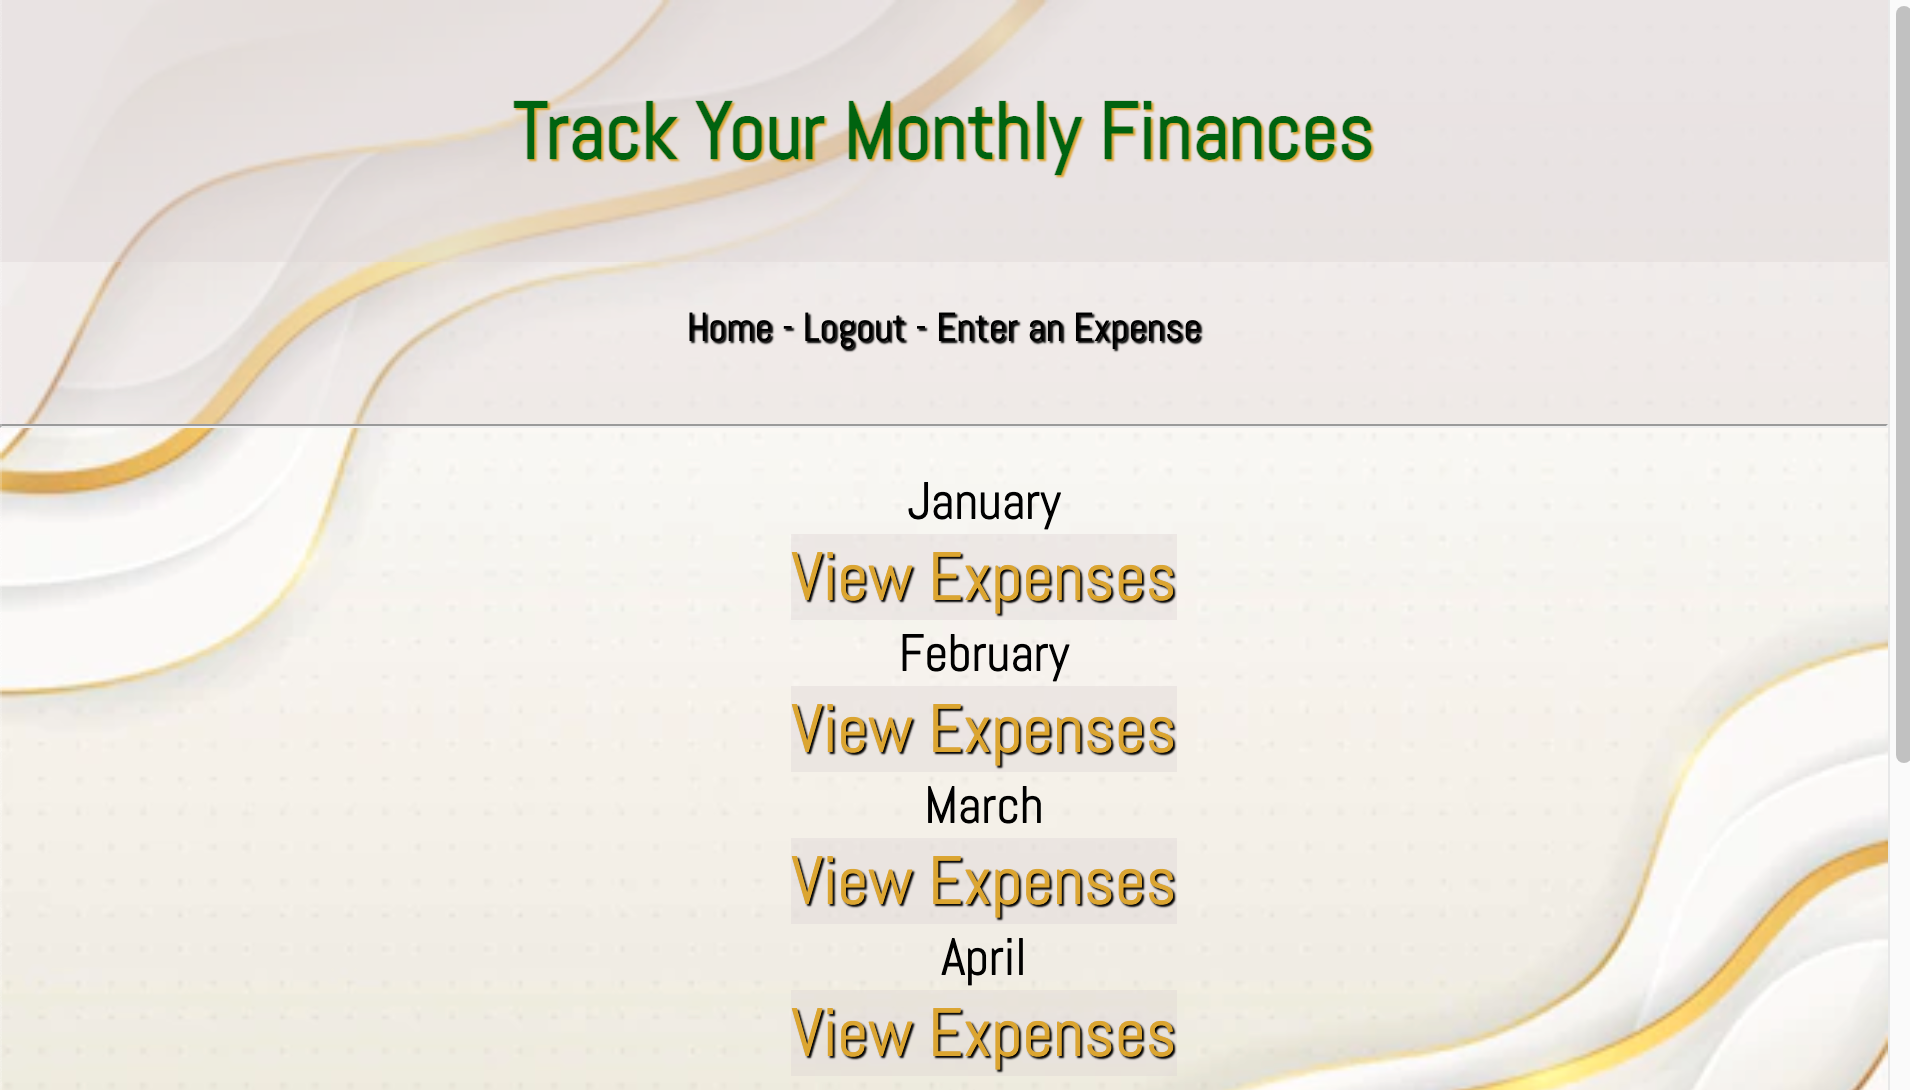 Track Your Monthly Finances
Home - Logout - Enter an Expense
January
View Expenses
February
View Expenses
March
View Expenses
April
View Expenses